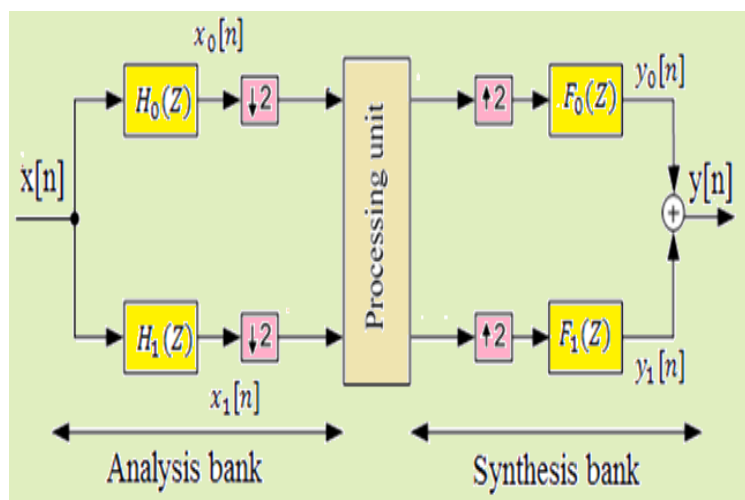 x₀[n]
H₀(Z)
↓2
↑2
F₀(Z)
y₀[n]
x[n]
Processing unit
+
y[n]
H₁(Z)
↓2
↑2
F₁(Z)
x₁[n]
y₁[n]
Analysis bank
Synthesis bank